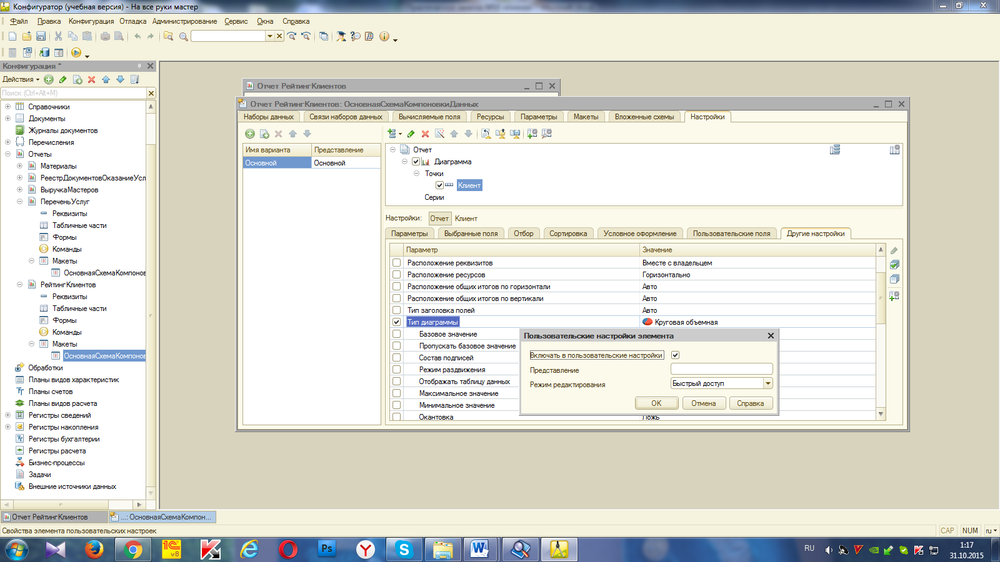 Конфигуратор (учебная версия) - На все руки мастер
Файл Правка Конфигурация Отладка Администрирование Сервис Окна Справка
Конфигурация *
Действия
Поиск (Ctrl+Alt+M)
Справочники
Документы
Журналы документов
Перечисления
Отчеты
Материалы
РеестрДокументовОказаниеУсл
ВыручкаМастеров
ПереченьУслуг
Реквизиты
Табличные части
Формы
Команды
Макеты
ОсновнаяСхемаКомпонов
РейтингКлиентов
Реквизиты
Табличные части
Формы
Команды
Макеты
ОсновнаяСхемаКомпонов
Обработки
Планы видов характеристик
Планы счетов
Планы видов расчета
Регистры сведений
Регистры накопления
Регистры бухгалтерии
Регистры расчета
Бизнес-процессы
Задачи
Внешние источники данных
Отчет РейтингКлиентов
Отчет РейтингКлиентов: ОсновнаяСхемаКомпоновкиДанных
Наборы данных Связи наборов данных Вычисляемые поля Ресурсы Параметры Макеты Вложенные схемы Настройки
Имя варианта Представление
Основной Основной
Отчет
Диаграмма
Точки
Клиент
Серии
Настройки: Отчет Клиент
Параметры Выбранные поля Отбор Сортировка Условное оформление Пользовательские поля Другие настройки
Параметр Значение
Расположение реквизитов Вместе с владельцем
Расположение ресурсов Горизонтально
Расположение общих итогов по горизонтали Авто
Расположение общих итогов по вертикали Авто
Тип заголовка полей Авто
Тип диаграммы Круговая объемная
Базовое значение
Пропускать базовое значение
Состав подписей
Режим раздвижения
Отображать таблицу данных
Максимальное значение
Минимальное значение
Окантовка Ложь
Пользовательские настройки элемента
Включать в пользовательские настройки
Представление
Режим редактирования Быстрый доступ
OK Отмена Справка
Отчет РейтингКлиентов ...: ОсновнаяСхемаКомпон...
Свойства элемента пользовательских настроек
CAP NUM ru
RU
1:17
31.10.2015